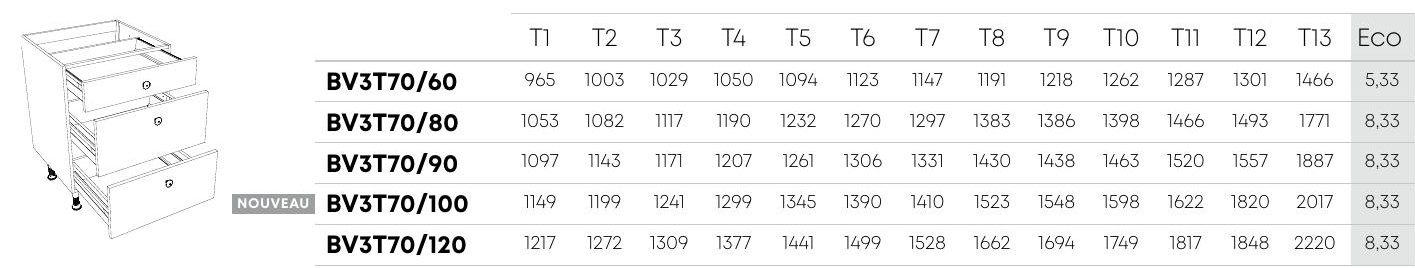 T1 T2 T3 T4 T5 T6 T7 T8 T9 T10 T11 T12 T13 Eco
BV3T70/60 965 1003 1029 1050 1094 1123 1147 1191 1218 1262 1287 1301 1466 5,33
BV3T70/80 1053 1082 1117 1190 1232 1270 1297 1383 1386 1398 1466 1493 1771 8,33
BV3T70/90 1097 1143 1171 1207 1261 1306 1331 1430 1438 1463 1520 1557 1887 8,33
NOUVEAU BV3T70/100 1149 1199 1241 1299 1345 1390 1410 1523 1548 1598 1622 1820 2017 8,33
BV3T70/120 1217 1272 1309 1377 1441 1499 1528 1662 1694 1749 1817 1848 2220 8,33